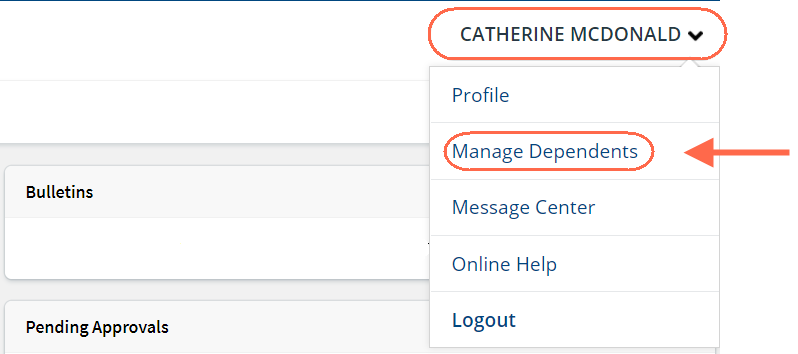 CATHERINE MCDONALD
Profile
Manage Dependents
Message Center
Online Help
Logout
Bulletins
Pending Approvals